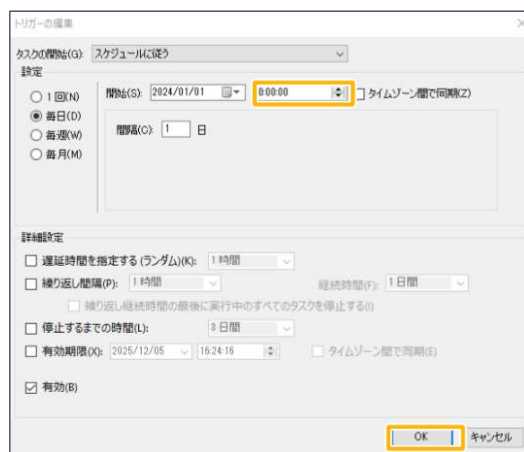 トリガーの編集
タスクの開始(G): スケジュールに従う
設定
1回(N)
毎日(D)
毎週(W)
毎月(M)
開始(S): 2024/01/01 0:00:00 タイムゾーン間で同期(Z)
間隔(C): 1 日
詳細設定
遅延時間を指定する (ランダム)(K): 1 時間
繰り返し間隔(P): 1 時間 継続時間(F): 1 日間
繰り返し継続時間の最後に実行中のすべてのタスクを停止する(I)
停止するまでの時間(L): 3 日間
有効期限(X): 2025/12/05 16:24:16 タイムゾーン間で同期(E)
有効(B)
OK キャンセル